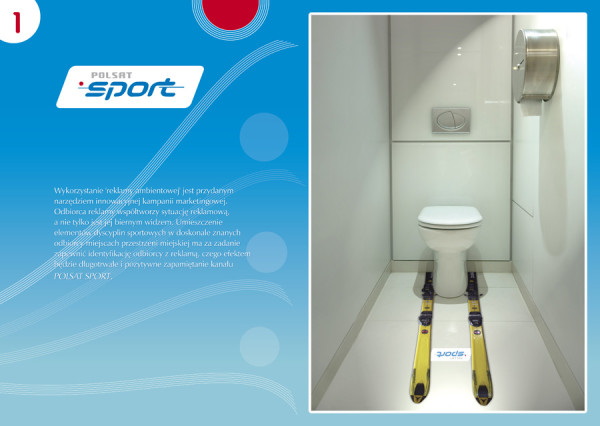 1
POLSAT
sport
Wykorzystanie 'reklamy ambientowej' jest przydanym
narzędziem innowacyjnej kampanii marketingowej.
Odbiorca reklamy współtworzy sytuację reklamową,
a nie tylko jest jej biernym widzem. Umieszczenie
elementów dyscyplin sportowych w doskonale znanych
odbiorcy miejscach przestrzeni miejskiej ma za zadanie
zapewnić identyfikację odbiorcy z reklamą, czego efektem
będzie długotrwałe i pozytywne zapamiętanie kanału
POLSAT SPORT.
sport